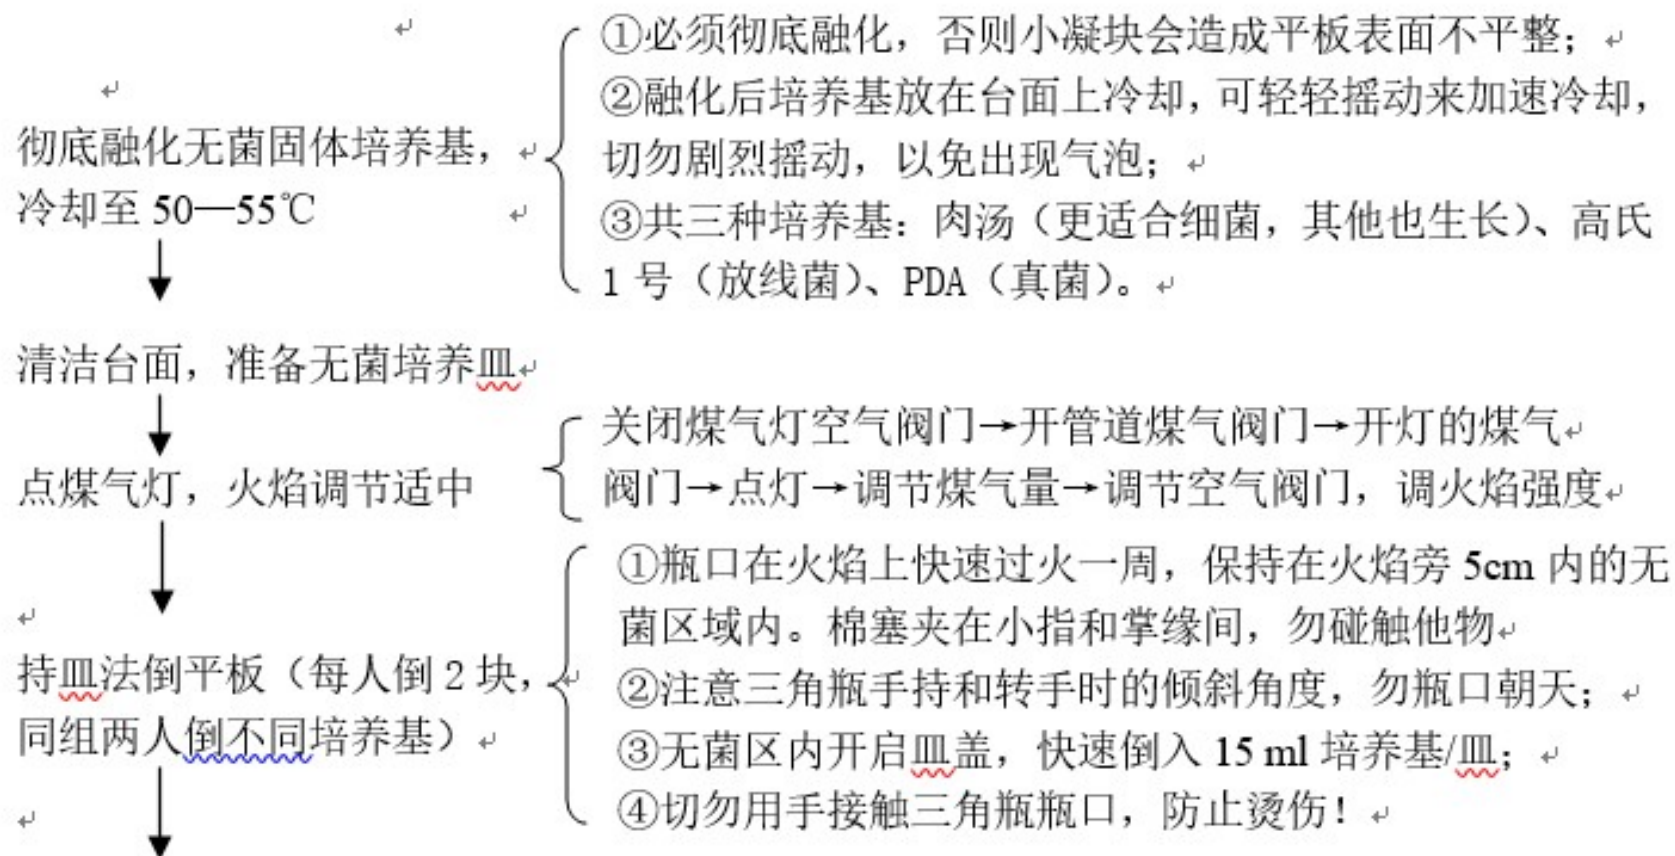 ①必须彻底融化，否则小凝块会造成平板表面不平整；
②融化后培养基放在台面上冷却，可轻轻摇动来加速冷却，
彻底融化无菌固体培养基，
切勿剧烈摇动，以免出现气泡；
冷却至 50—55℃
③共三种培养基：肉汤（更适合细菌，其他也生长）、高氏
1 号（放线菌）、PDA（真菌）。
清洁台面，准备无菌培养皿
关闭煤气灯空气阀门→开管道煤气阀门→开灯的煤气
点煤气灯，火焰调节适中
阀门→点灯→调节煤气量→调节空气阀门，调火焰强度
①瓶口在火焰上快速过火一周，保持在火焰旁 5cm 内的无
菌区域内。棉塞夹在小指和掌缘间，勿碰触他物
持皿法倒平板（每人倒 2 块，
②注意三角瓶手持和转手时的倾斜角度，勿瓶口朝天；
同组两人倒不同培养基）
③无菌区内开启皿盖，快速倒入 15 ml 培养基/皿；
④切勿用手接触三角瓶瓶口，防止烫伤！